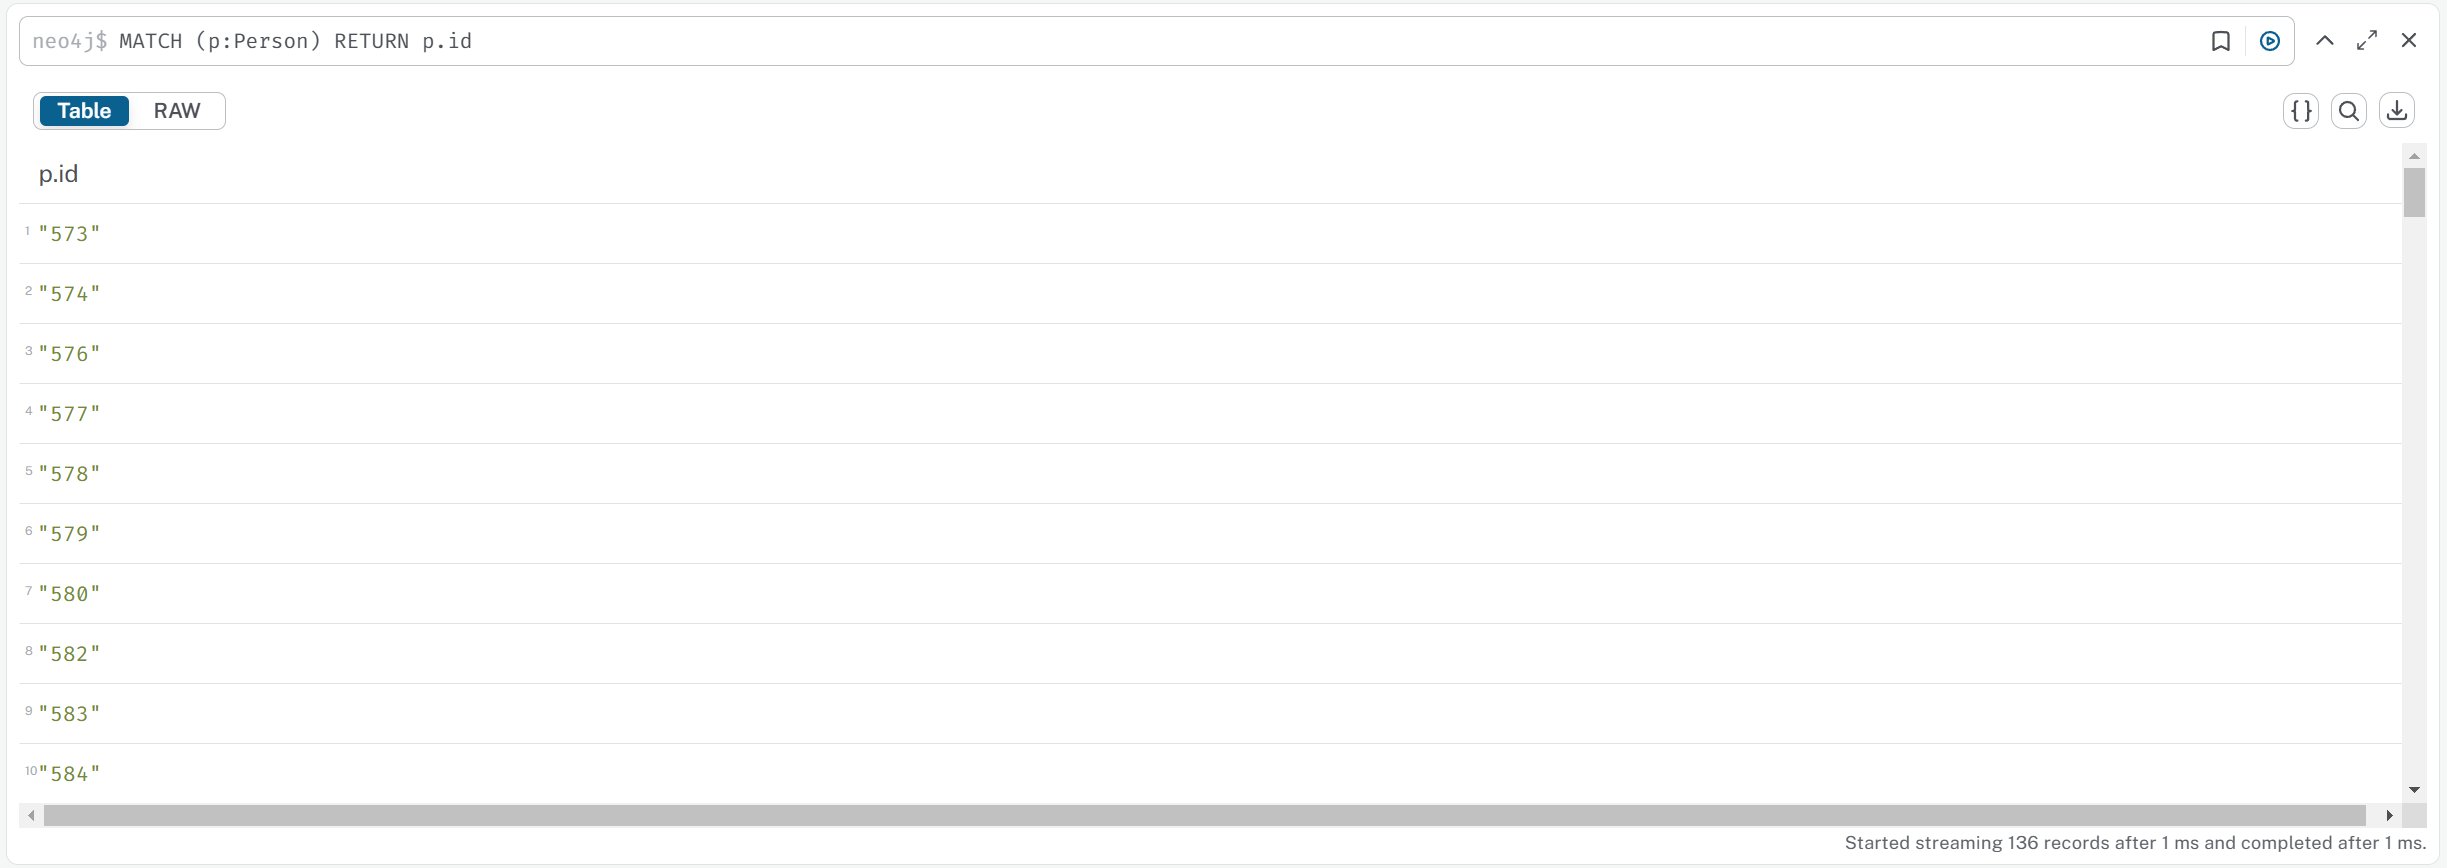 neo4j$ MATCH (p:Person) RETURN p.id
Table RAW
{}
p.id
1 "573"
2 "574"
3 "576"
4 "577"
5 "578"
6 "579"
7 "580"
8 "582"
9 "583"
10 "584"
Started streaming 136 records after 1 ms and completed after 1 ms.